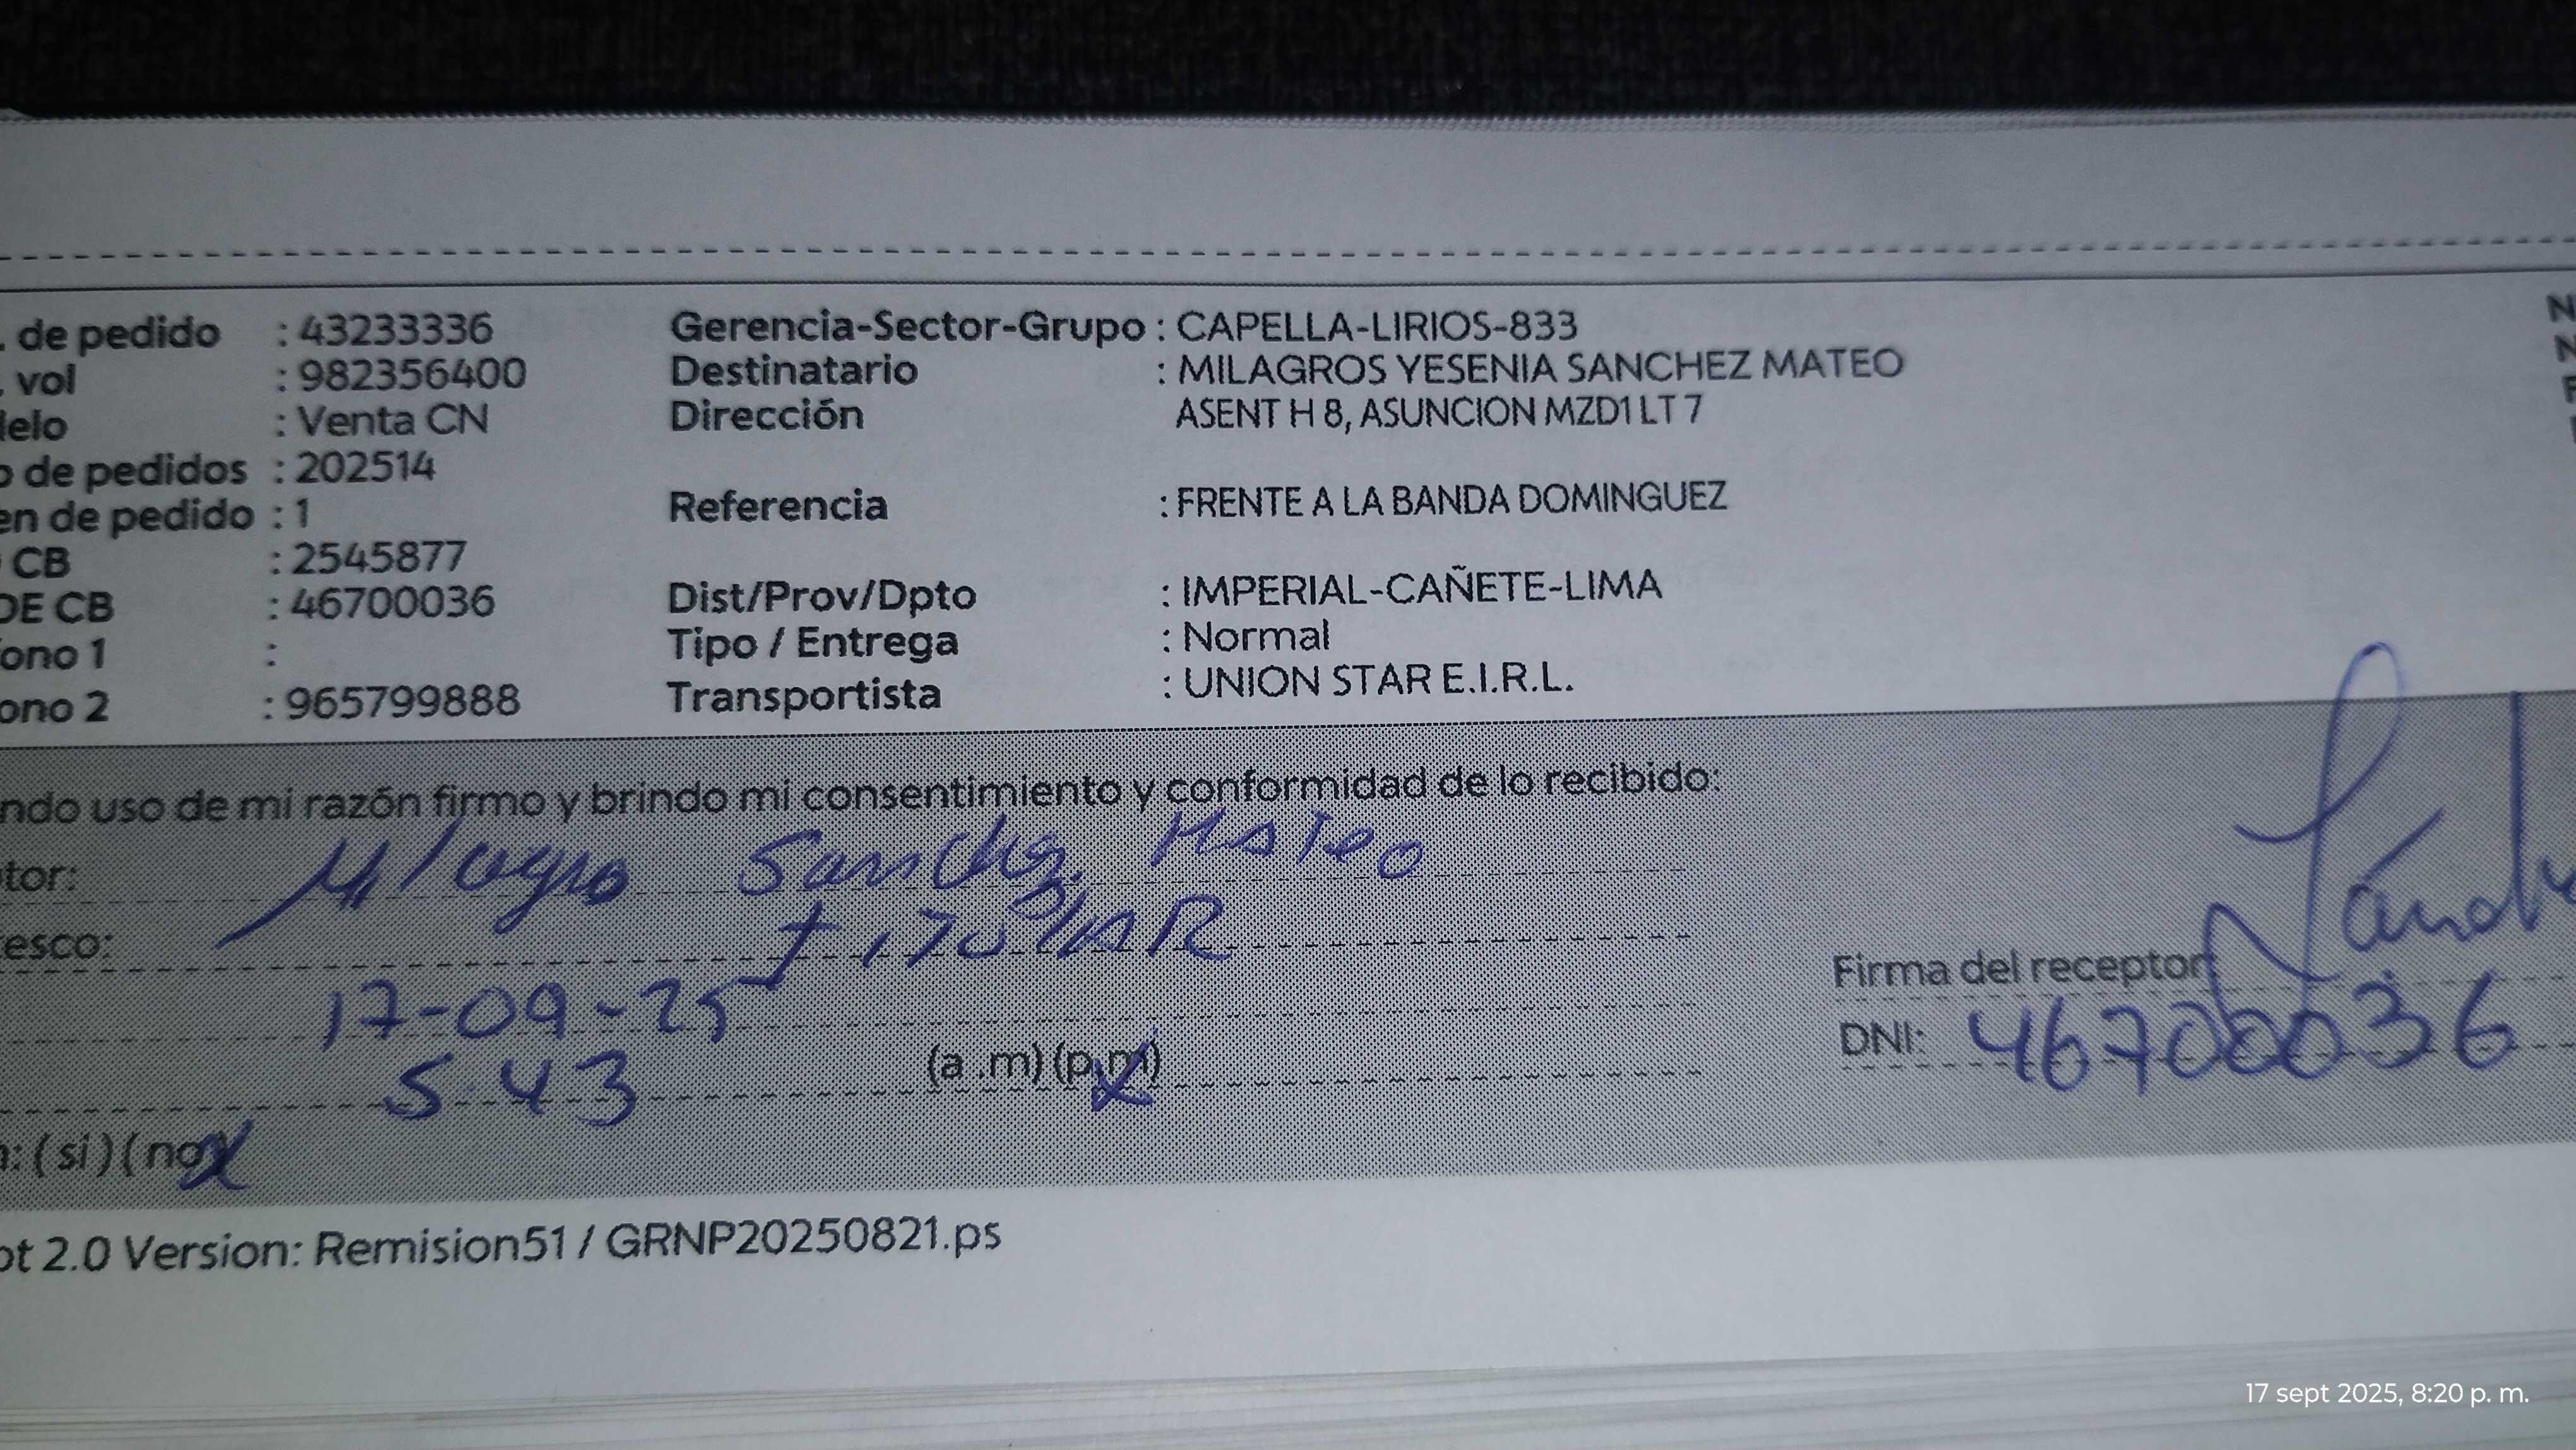 . de pedido : 43233336 Gerencia-Sector-Grupo : CAPELLA-LIRIOS-833
. vol : 982356400 Destinatario : MILAGROS YESENIA SANCHEZ MATEO
lelo : Venta CN Dirección ASENT H 8, ASUNCION MZD1 LT 7
o de pedidos : 202514
en de pedido : 1 Referencia : FRENTE A LA BANDA DOMINGUEZ
CB : 2545877
DE CB : 46700036 Dist/Prov/Dpto : IMPERIAL-CAÑETE-LIMA
ono 1 : Tipo / Entrega : Normal
ono 2 : 965799888 Transportista : UNION STAR E.I.R.L.
ndo uso de mi razón firmo y brindo mi consentimiento y conformidad de lo recibido:
tor: Milagro Sanchez Mateo
esco: titular
17-09-25 Firma del receptor
5:43 (a .m) (p.m) DNI: 46700036
n: (si) (no)
ot 2.0 Version: Remision51 / GRNP20250821.ps
17 sept 2025, 8:20 p. m.